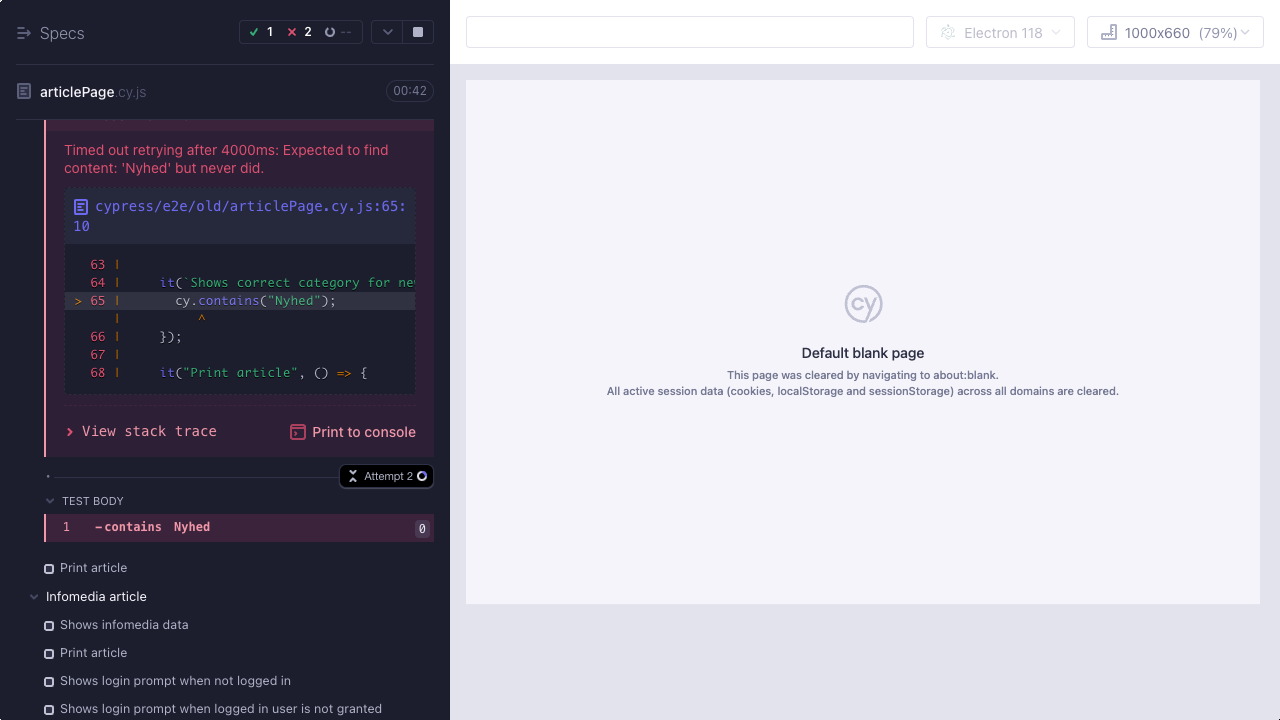 Specs
1
2
--
articlePage.cy.js
00:42
Timed out retrying after 4000ms: Expected to find
content: 'Nyhed' but never did.
cypress/e2e/old/articlePage.cy.js:65:
10
63 |
64 | it(`Shows correct category for ne
> 65 | cy.contains("Nyhed");
| ^
66 | });
67 |
68 | it("Print article", () => {
View stack trace
Print to console
Attempt 2
TEST BODY
1 -contains Nyhed 0
Print article
Infomedia article
Shows infomedia data
Print article
Shows login prompt when not logged in
Shows login prompt when logged in user is not granted
Electron 118
1000x660 (79%)
cy
Default blank page
This page was cleared by navigating to about:blank.
All active session data (cookies, localStorage and sessionStorage) across all domains are cleared.